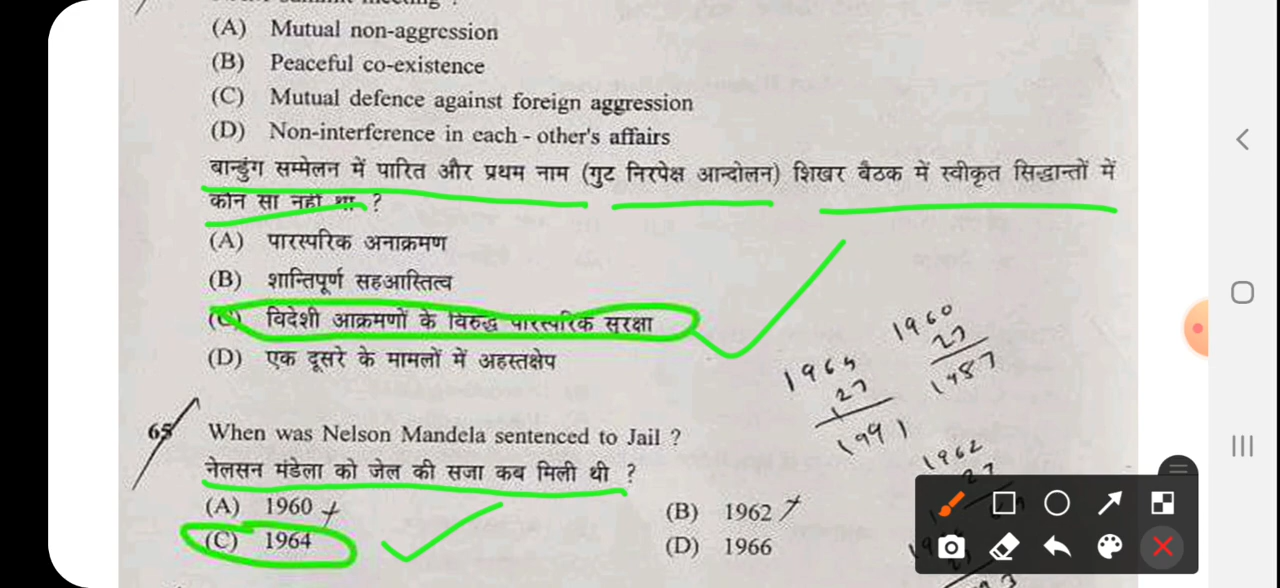 (A) Mutual non-aggression
(B) Peaceful co-existence
(C) Mutual defence against foreign aggression
(D) Non-interference in each - other's affairs
बान्डुंग सम्मेलन में पारित और प्रथम नाम (गुट निरपेक्ष आन्दोलन) शिखर बैठक में स्वीकृत सिद्धान्तों में
कौन सा नहीं था ?
(A) पारस्परिक अनाक्रमण
(B) शान्तिपूर्ण सहआस्तित्व
(C) विदेशी आक्रमणों के विरुद्ध पारस्परिक सुरक्षा
(D) एक दूसरे के मामलों में अहस्तक्षेप
1960
27
1987
1964
27
1991
65 When was Nelson Mandela sentenced to Jail ?
नेलसन मंडेला को जेल की सजा कब मिली थी ?
1962
27
(A) 1960
(B) 1962
(C) 1964
(D) 1966